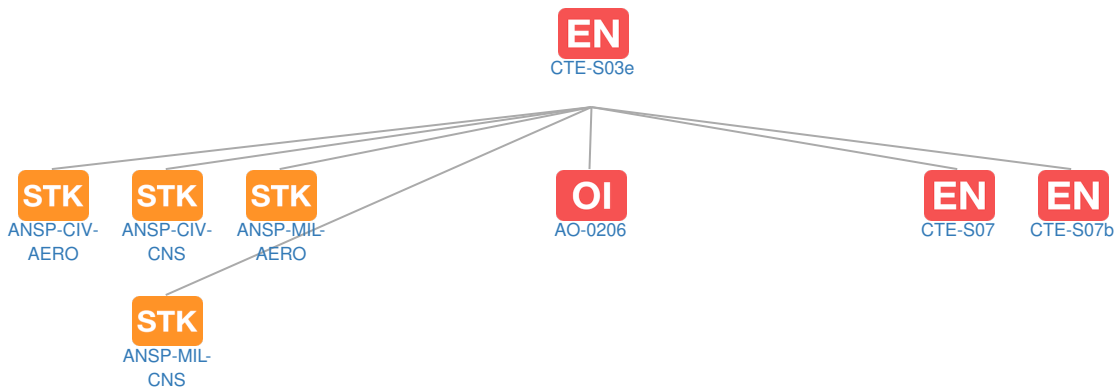 EN
CTE-S03e
STK
STK
STK
OI
EN
EN
ANSP-CIV-
AERO
ANSP-CIV-
CNS
ANSP-MIL-
AERO
AO-0206
CTE-S07
CTE-S07b
STK
ANSP-MIL-
CNS